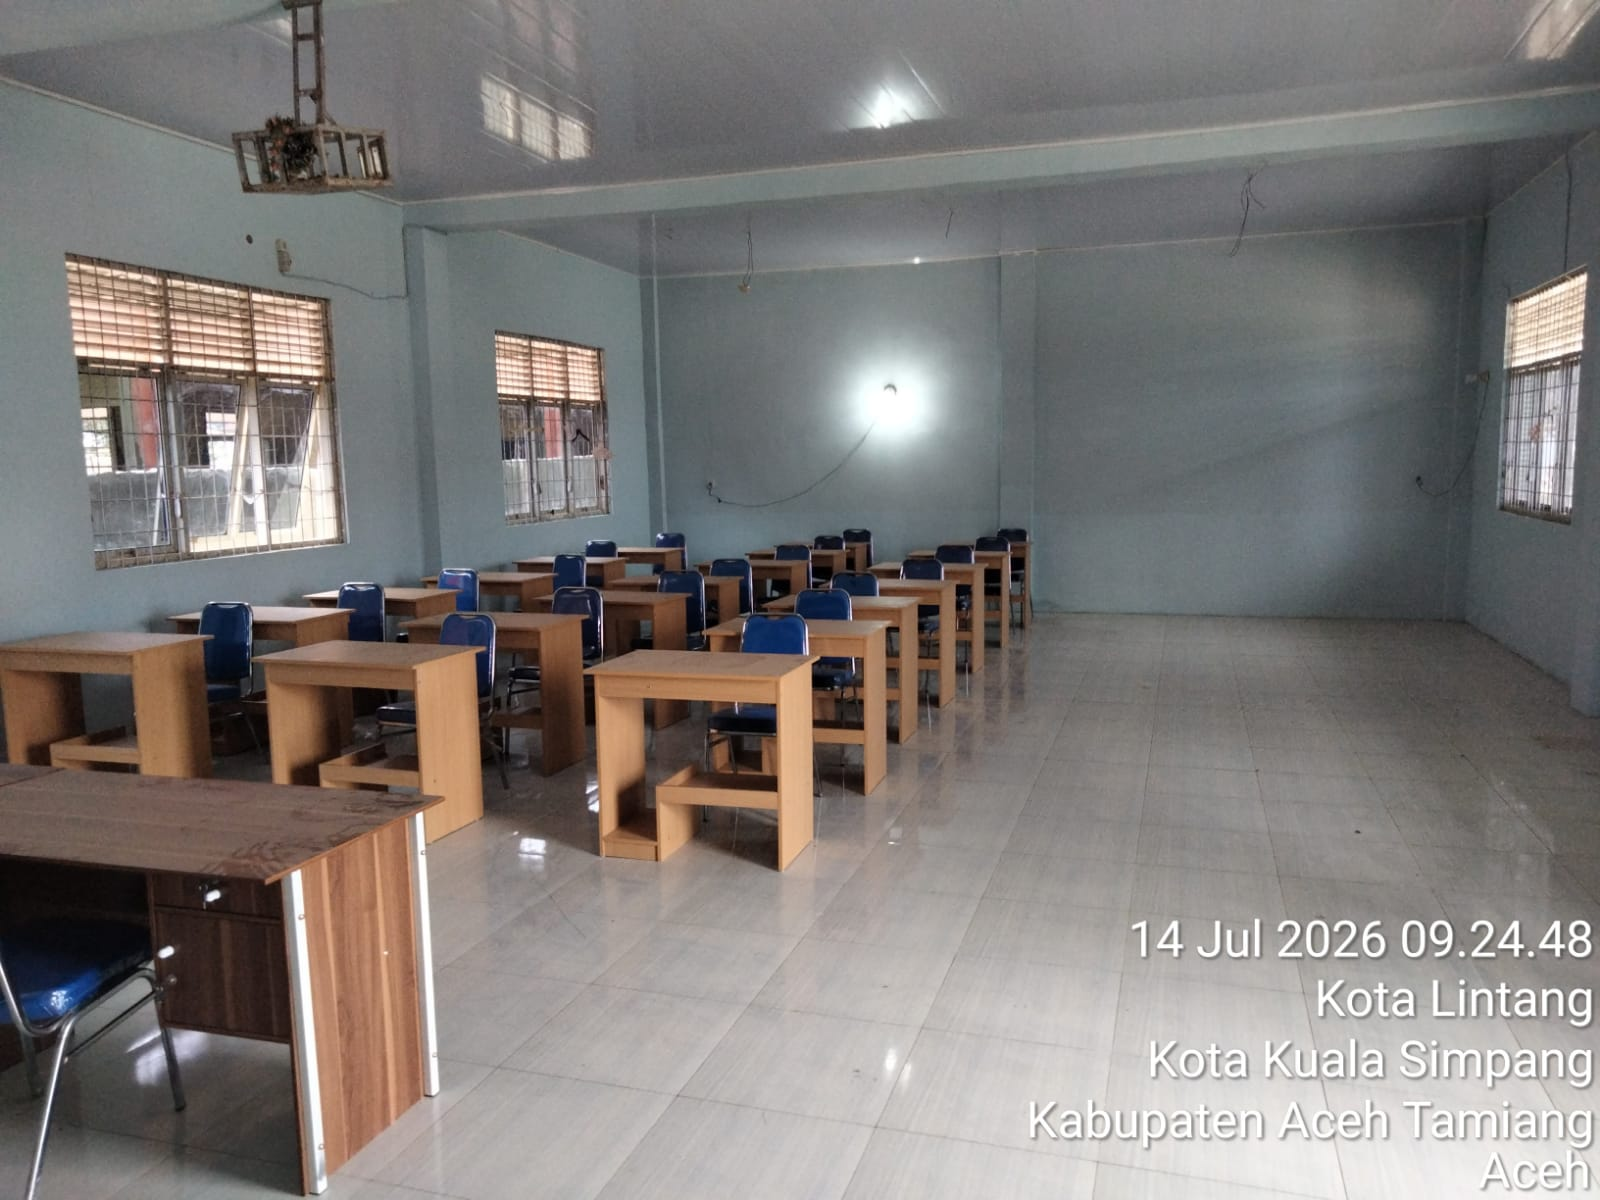 14 Jul 2026 09.24.48
Kota Lintang
Kota Kuala Simpang
Kabupaten Aceh Tamiang
Aceh